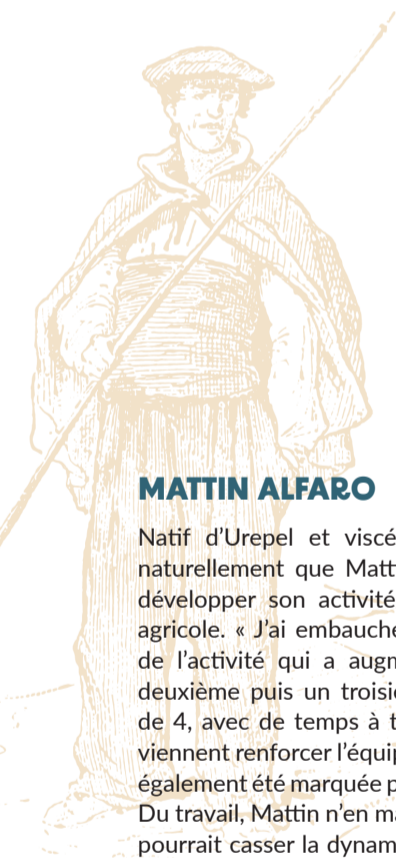 MATTIN ALFARO
Natif d'Urepel et viscé
naturellement que Matt
développer son activité
agricole. « J'ai embauch
de l'activité qui a augm
deuxième puis un troisi
de 4, avec de temps à t
viennent renforcer l'équip
également été marquée p
Du travail, Mattin n'en m
pourrait casser la dynam